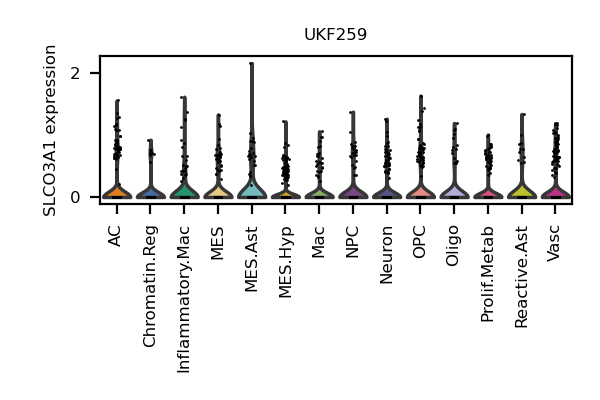 UKF259
SLCO3A1 expression
2
0
AC
Chromatin.Reg
Inflammatory.Mac
MES
MES.Ast
MES.Hyp
Mac
NPC
Neuron
OPC
Oligo
Prolif.Metab
Reactive.Ast
Vasc